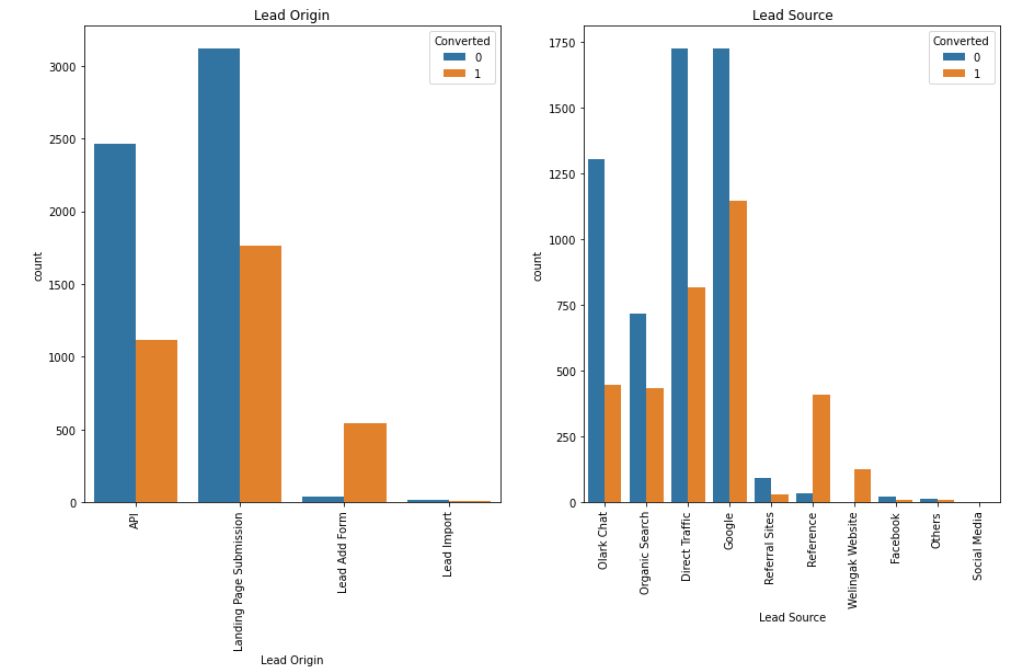 Lead Origin
Converted
0
1
3000
2500
2000
1500
1000
500
0
count
API
Landing Page Submission
Lead Add Form
Lead Import
Lead Origin
Lead Source
Converted
0
1
1750
1500
1250
1000
750
500
250
0
count
Olark Chat
Organic Search
Direct Traffic
Google
Referral Sites
Reference
Welingak Website
Facebook
Others
Social Media
Lead Source